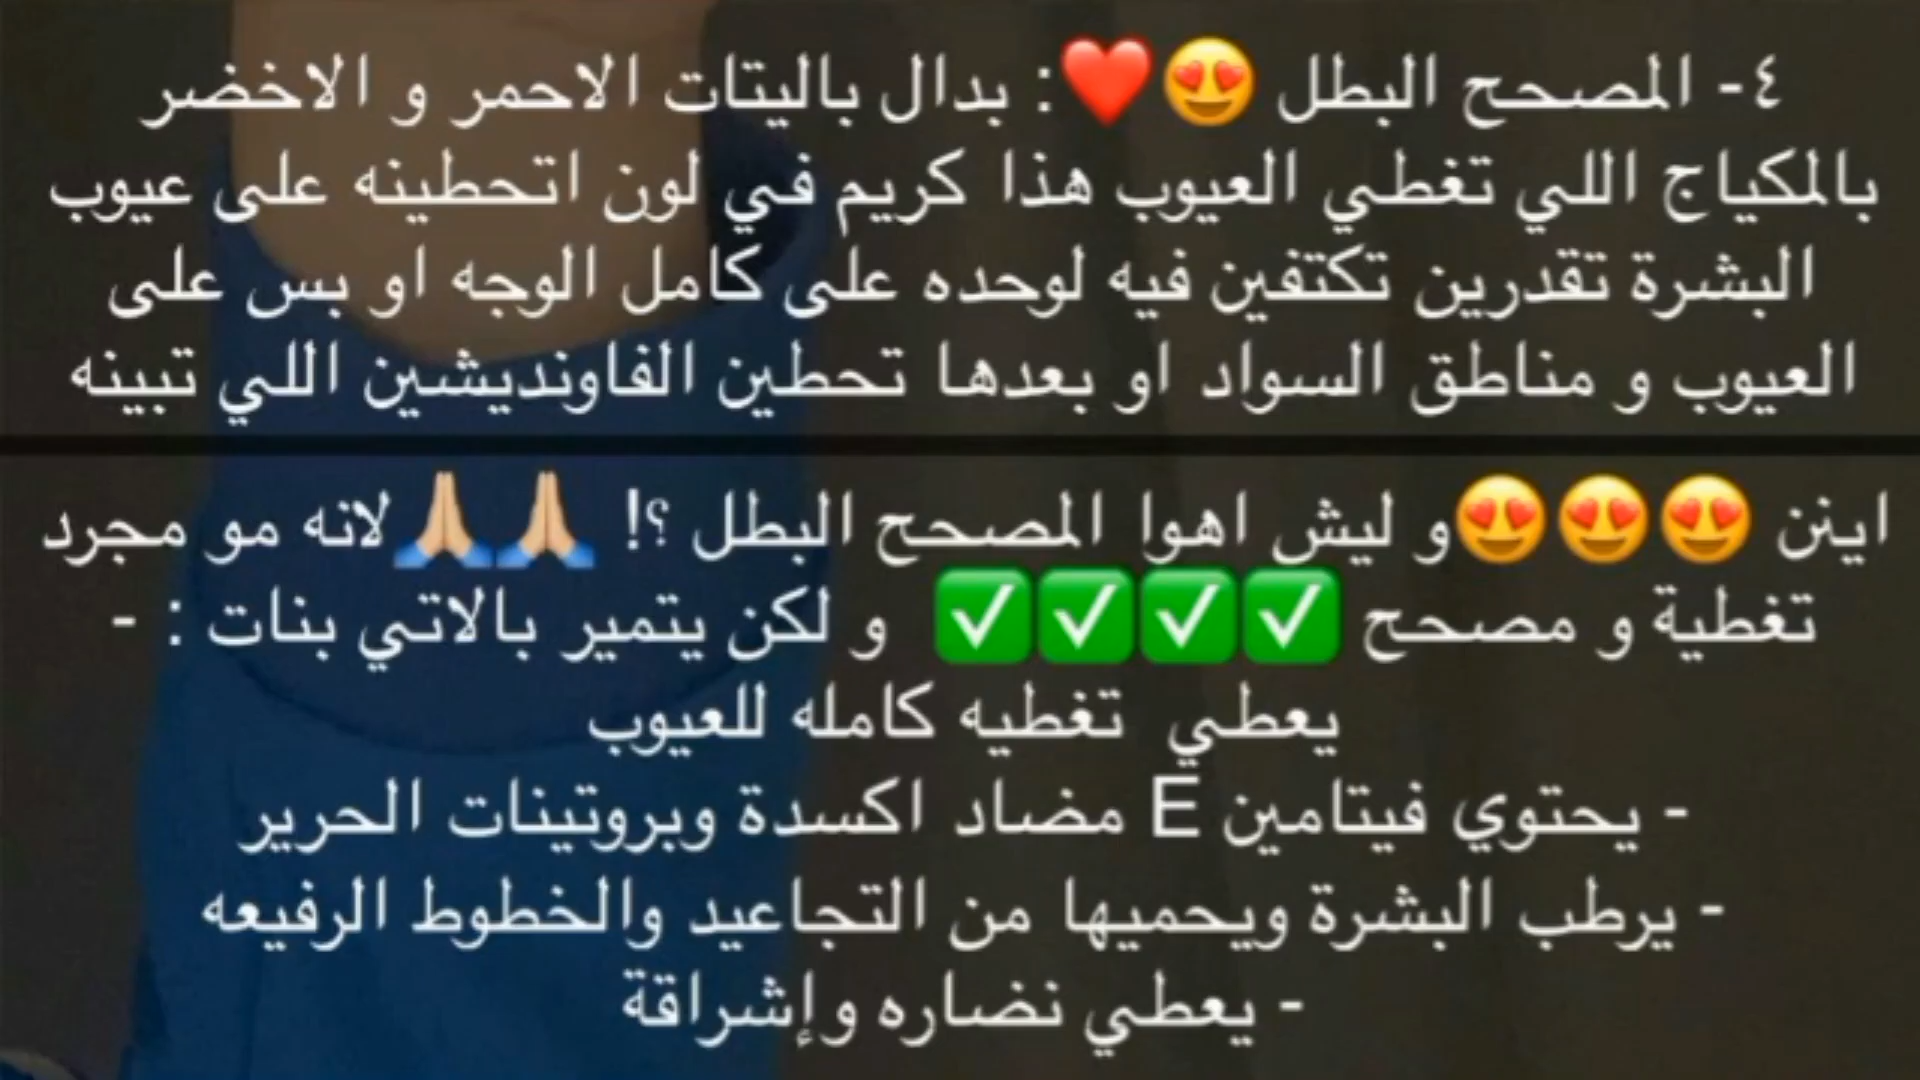 ٤- المصحح البطل 😍❤️: بدال باليتات الاحمر و الاخضر
بالمكياج اللي تغطي العيوب هذا كريم في لون اتحطينه على عيوب
البشرة تقدرين تكتفين فيه لوحده على كامل الوجه او بس على
العيوب و مناطق السواد او بعدها تحطين الفاونديشين اللي تبينه
اينن 😍😍😍و ليش اهوا المصحح البطل ؟! 🙏🏼🙏🏼لانه مو مجرد
تغطية و مصحح ✅✅✅✅ و لكن يتمير بالاتي بنات : -
يعطي تغطيه كامله للعيوب
- يحتوي فيتامين E مضاد اكسدة وبروتينات الحرير
- يرطب البشرة ويحميها من التجاعيد والخطوط الرفيعه
- يعطي نضاره وإشراقة